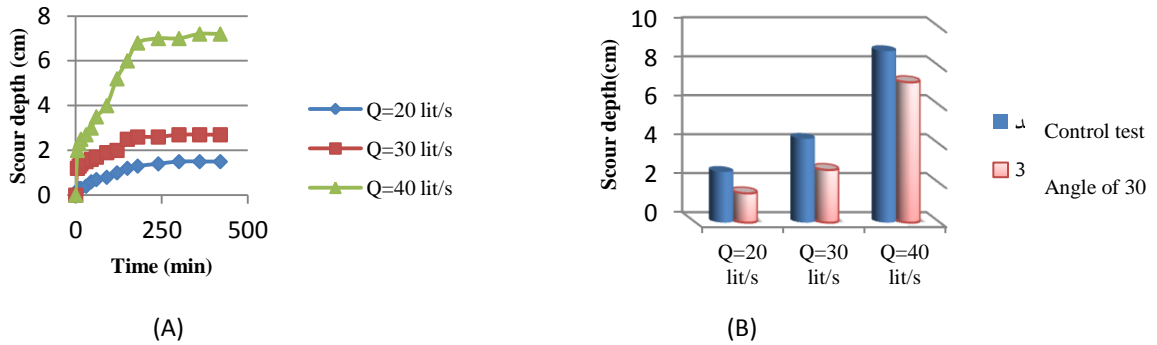 8
6
4
2
0
0 250 500
Scour depth (cm)
Time (min)
Q=20 lit/s
Q=30 lit/s
Q=40 lit/s
(A)
10
8
6
4
2
0
Scour depth(cm)
Q=20
lit/s
Q=30
lit/s
Q=40
lit/s
Control test
3
Angle of 30
(B)